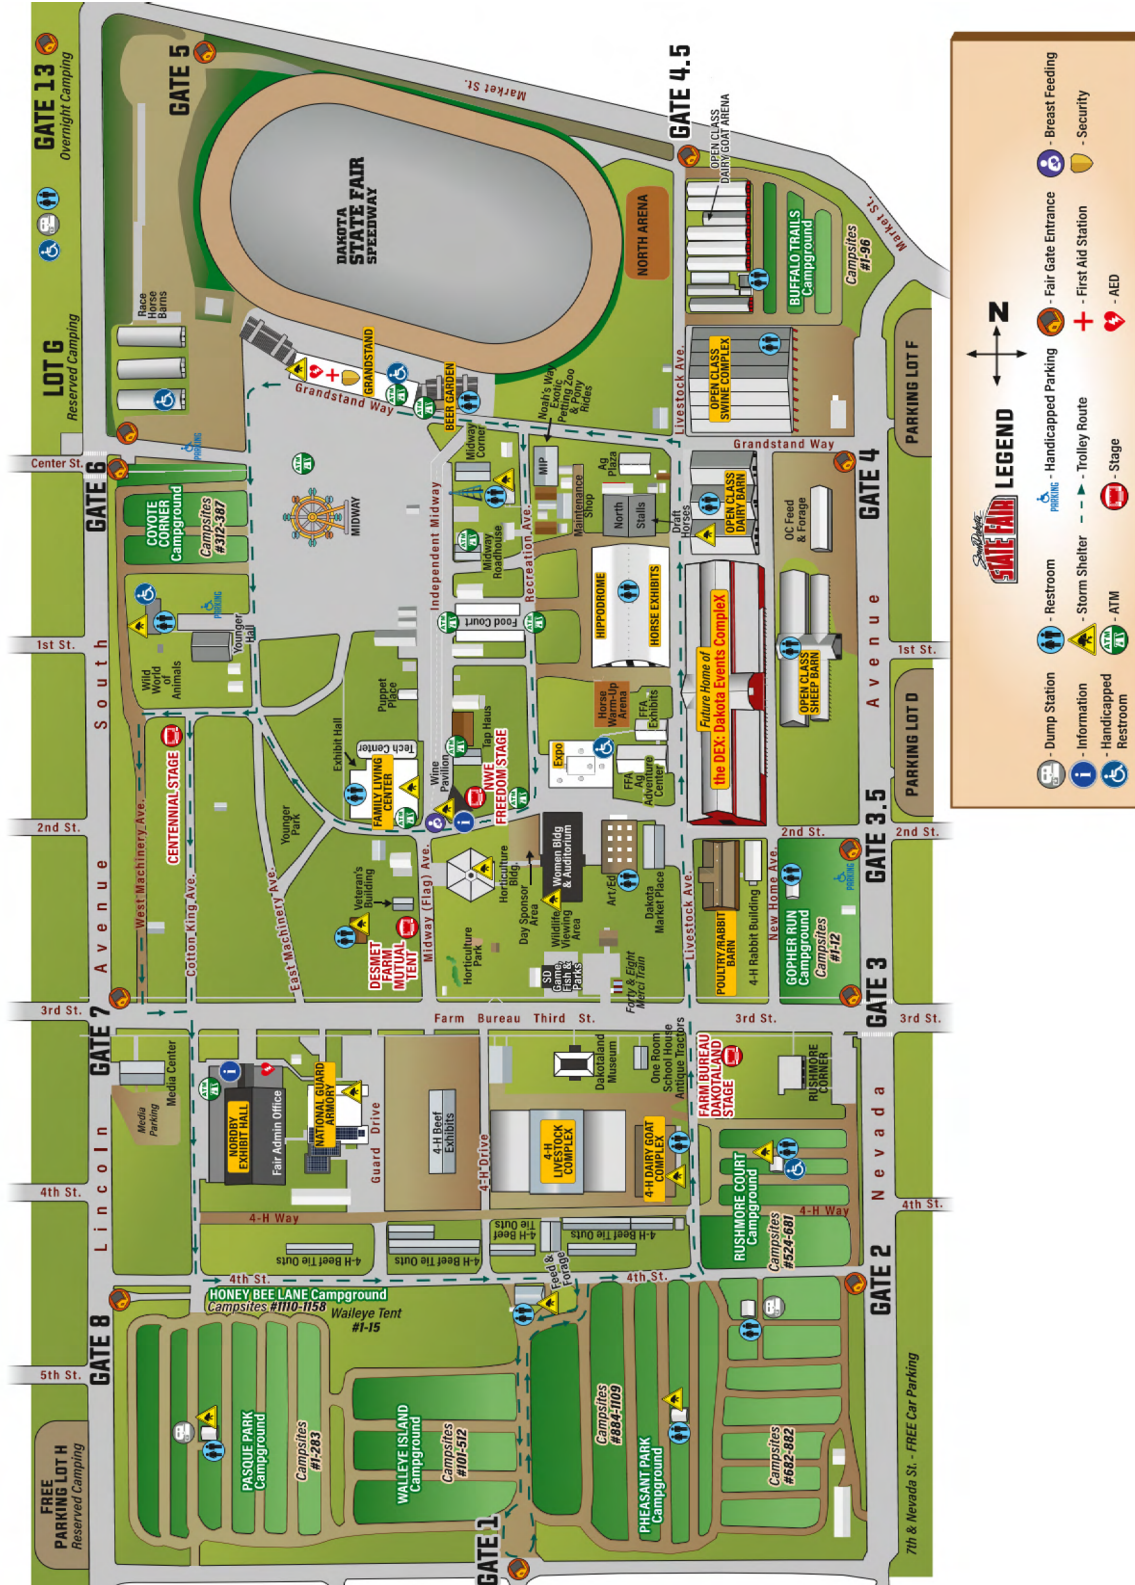 GATE 13
Overnight Camping
GATE 5
Market St.
GATE 4.5
OPEN CLASS
DAIRY GOAT ARENA
DAKOTA
STATE FAIR
SPEEDWAY
NORTH ARENA
BUFFALO TRAILS
Campground
Campsites
#1-96
Market St.
LOT G
Reserved Camping
Race
Horse
Barns
GRANDSTAND
Grandstand Way
BEER GARDEN
Noah's Way
Exotic
Petting Zoo
& Pony
Rides
Livestock Ave.
OPEN CLASS
SWINE COMPLEX
PARKING LOT F
Grandstand Way
GATE 4
Center St.
GATE 6
PARKING
COYOTE
CORNER
Campground
Campsites
#312-387
ATM
MIDWAY
Independent Midway
Midway
Corner
MIP
Ag
Plaza
Maintenance
Shop
North
Stalls
Draft
Horses
OPEN CLASS
DAIRY BARN
OC Feed
& Forage
Midway
Roadhouse
Recreation Ave.
HIPPODROME
HORSE EXHIBITS
Food Court
PARKING
Younger
Hall
Wild
World
of
Animals
1st St.
South
Puppet
Place
Tap Haus
Horse
Warm-Up
Arena
FFA
Exhibits
Future Home of
the DEX: Dakota Events CompleX
OPEN CLASS
SHEEP BARN
Avenue
1st St.
PARKING LOT D
CENTENNIAL STAGE
Exhibit Hall
Tech Center
FAMILY LIVING
CENTER
Wine
Pavilion
NWE
FREEDOM STAGE
Expo
FFA
Ag
Adventure
Center
2nd St.
West Machinery Ave.
Younger
Park
2nd St.
2nd St.
GATE 3.5
PARKING
Cotton King Ave.
East Machinery Ave.
Veteran's
Building
DESMET
FARM
MUTUAL
TENT
Midway (Flag) Ave.
Horticulture
Bldg.
Horticulture
Park
Day Sponsor
Area
Women Bldg
& Auditorium
Wildlife
Viewing
Area
SD
Game,
Fish &
Parks
Art/Ed
Dakota
Market Place
Forty & Eight
Merci Train
Livestock Ave.
POULTRY/RABBIT
BARN
4-H Rabbit Building
New Home Ave.
GOPHER RUN
Campground
Campsites
#1-12
Avenue
3rd St.
GATE 7
Farm Bureau Third St.
3rd St.
GATE 3
3rd St.
Media
Parking
Media Center
NORDBY
EXHIBIT HALL
Fair Admin Office
NATIONAL GUARD
ARMORY
Guard Drive
4-H Beef
Exhibits
4-H Drive
Dakotaland
Museum
One Room
School House
Antique Tractors
4-H
LIVESTOCK
COMPLEX
4-H DAIRY GOAT
COMPLEX
FARM BUREAU
DAKOTALAND
STAGE
RUSHMORE
CORNER
Lincoln
4th St.
4-H Way
4-H Beef Tie Outs
4-H Beef Tie
Outs
4-H Beef
Tie Outs
4-H Beef Tie Outs
RUSHMORE COURT
Campground
Campsites
#524-681
4-H Way
Nevada
4th St.
4th St.
Feed &
Forage
4th St.
GATE 2
GATE 8
HONEY BEE LANE Campground
Campsites #1110-1158
Walleye Tent
#1-15
5th St.
PASQUE PARK
Campground
Campsites
#1-283
WALLEYE ISLAND
Campground
Campsites
#101-512
Campsites
#884-1109
PHEASANT PARK
Campground
Campsites
#682-882
FREE
PARKING LOT H
Reserved Camping
GATE 1
7th & Nevada St. - FREE Car Parking
N
South Dakota
STATE FAIR
LEGEND
- Dump Station
- Information
- Handicapped
Restroom
- Restroom
- Storm Shelter
ATM - ATM
PARKING - Handicapped Parking
- Trolley Route
- Stage
- Fair Gate Entrance
- First Aid Station
- AED
- Breast Feeding
- Security